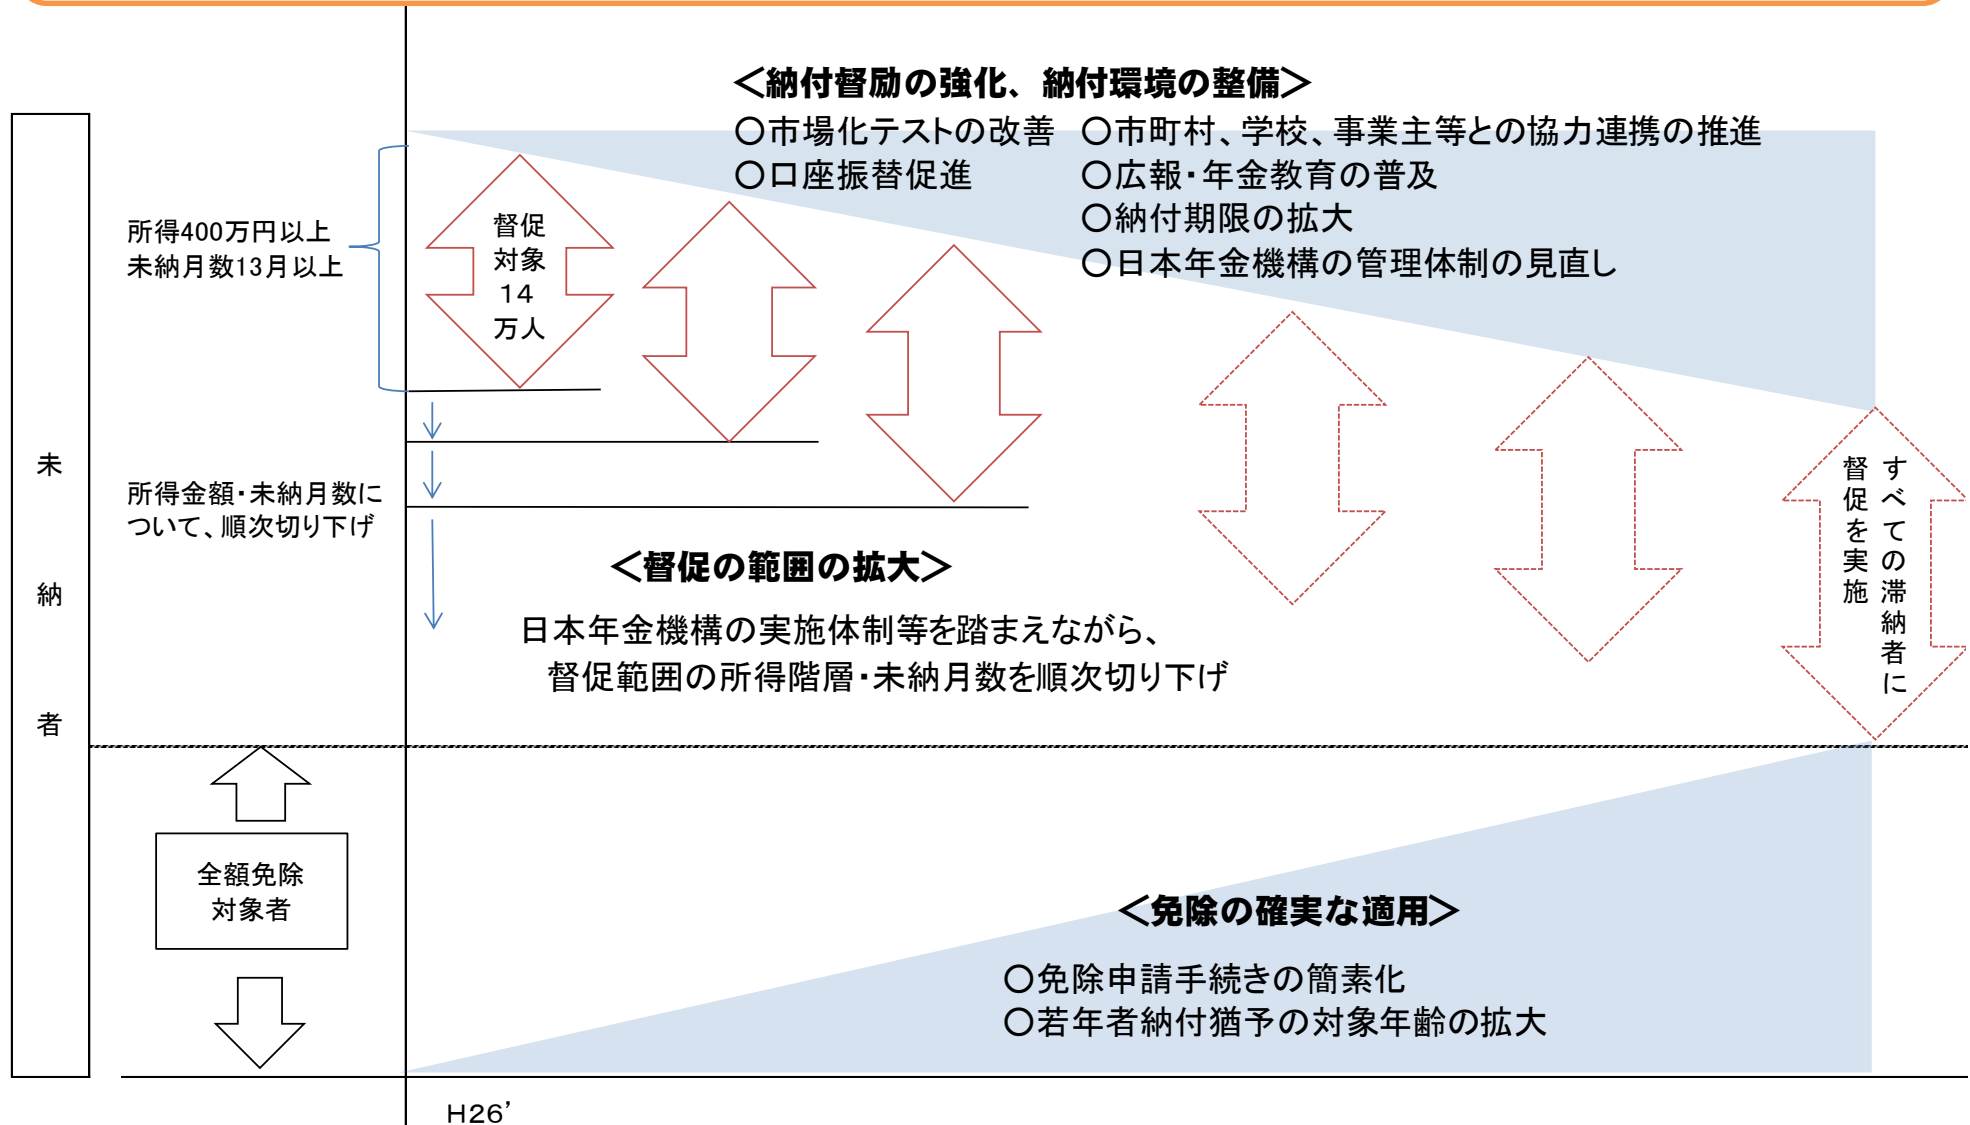 ＜納付督励の強化、納付環境の整備＞
○市場化テストの改善
○口座振替促進
○市町村、学校、事業主等との協力連携の推進
○広報・年金教育の普及
○納付期限の拡大
○日本年金機構の管理体制の見直し
所得400万円以上
未納月数13月以上
督促
対象
14
万人
未納者
所得金額・未納月数に
ついて、順次切り下げ
＜督促の範囲の拡大＞
日本年金機構の実施体制等を踏まえながら、
督促範囲の所得階層・未納月数を順次切り下げ
すべての滞納者に
督促を実施
全額免除
対象者
＜免除の確実な適用＞
○免除申請手続きの簡素化
○若年者納付猶予の対象年齢の拡大
H26’